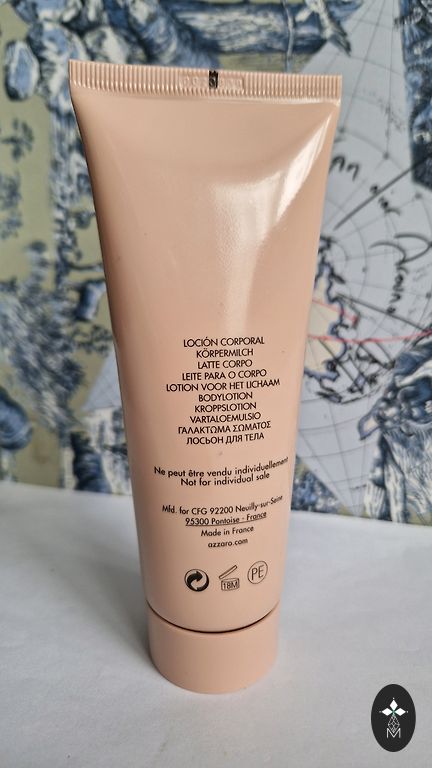 LOCIÓN CORPORAL
KÖRPERMILCH
LATTE CORPO
LEITE PARA O CORPO
LOTION VOOR HET LICHAAM
BODYLOTION
KROPPSLOTION
VARTALOEMULSIO
ΓΑΛΑΚΤΩΜΑ ΣΩΜΑΤΟΣ
ЛОСЬОН ДЛЯ ТЕЛА
Ne peut être vendu individuellement
Not for individual sale
Mfd. for CFG 92200 Neuilly-sur-Seine
95300 Pontoise - France
Made in France
azzaro.com
18M
PE
M